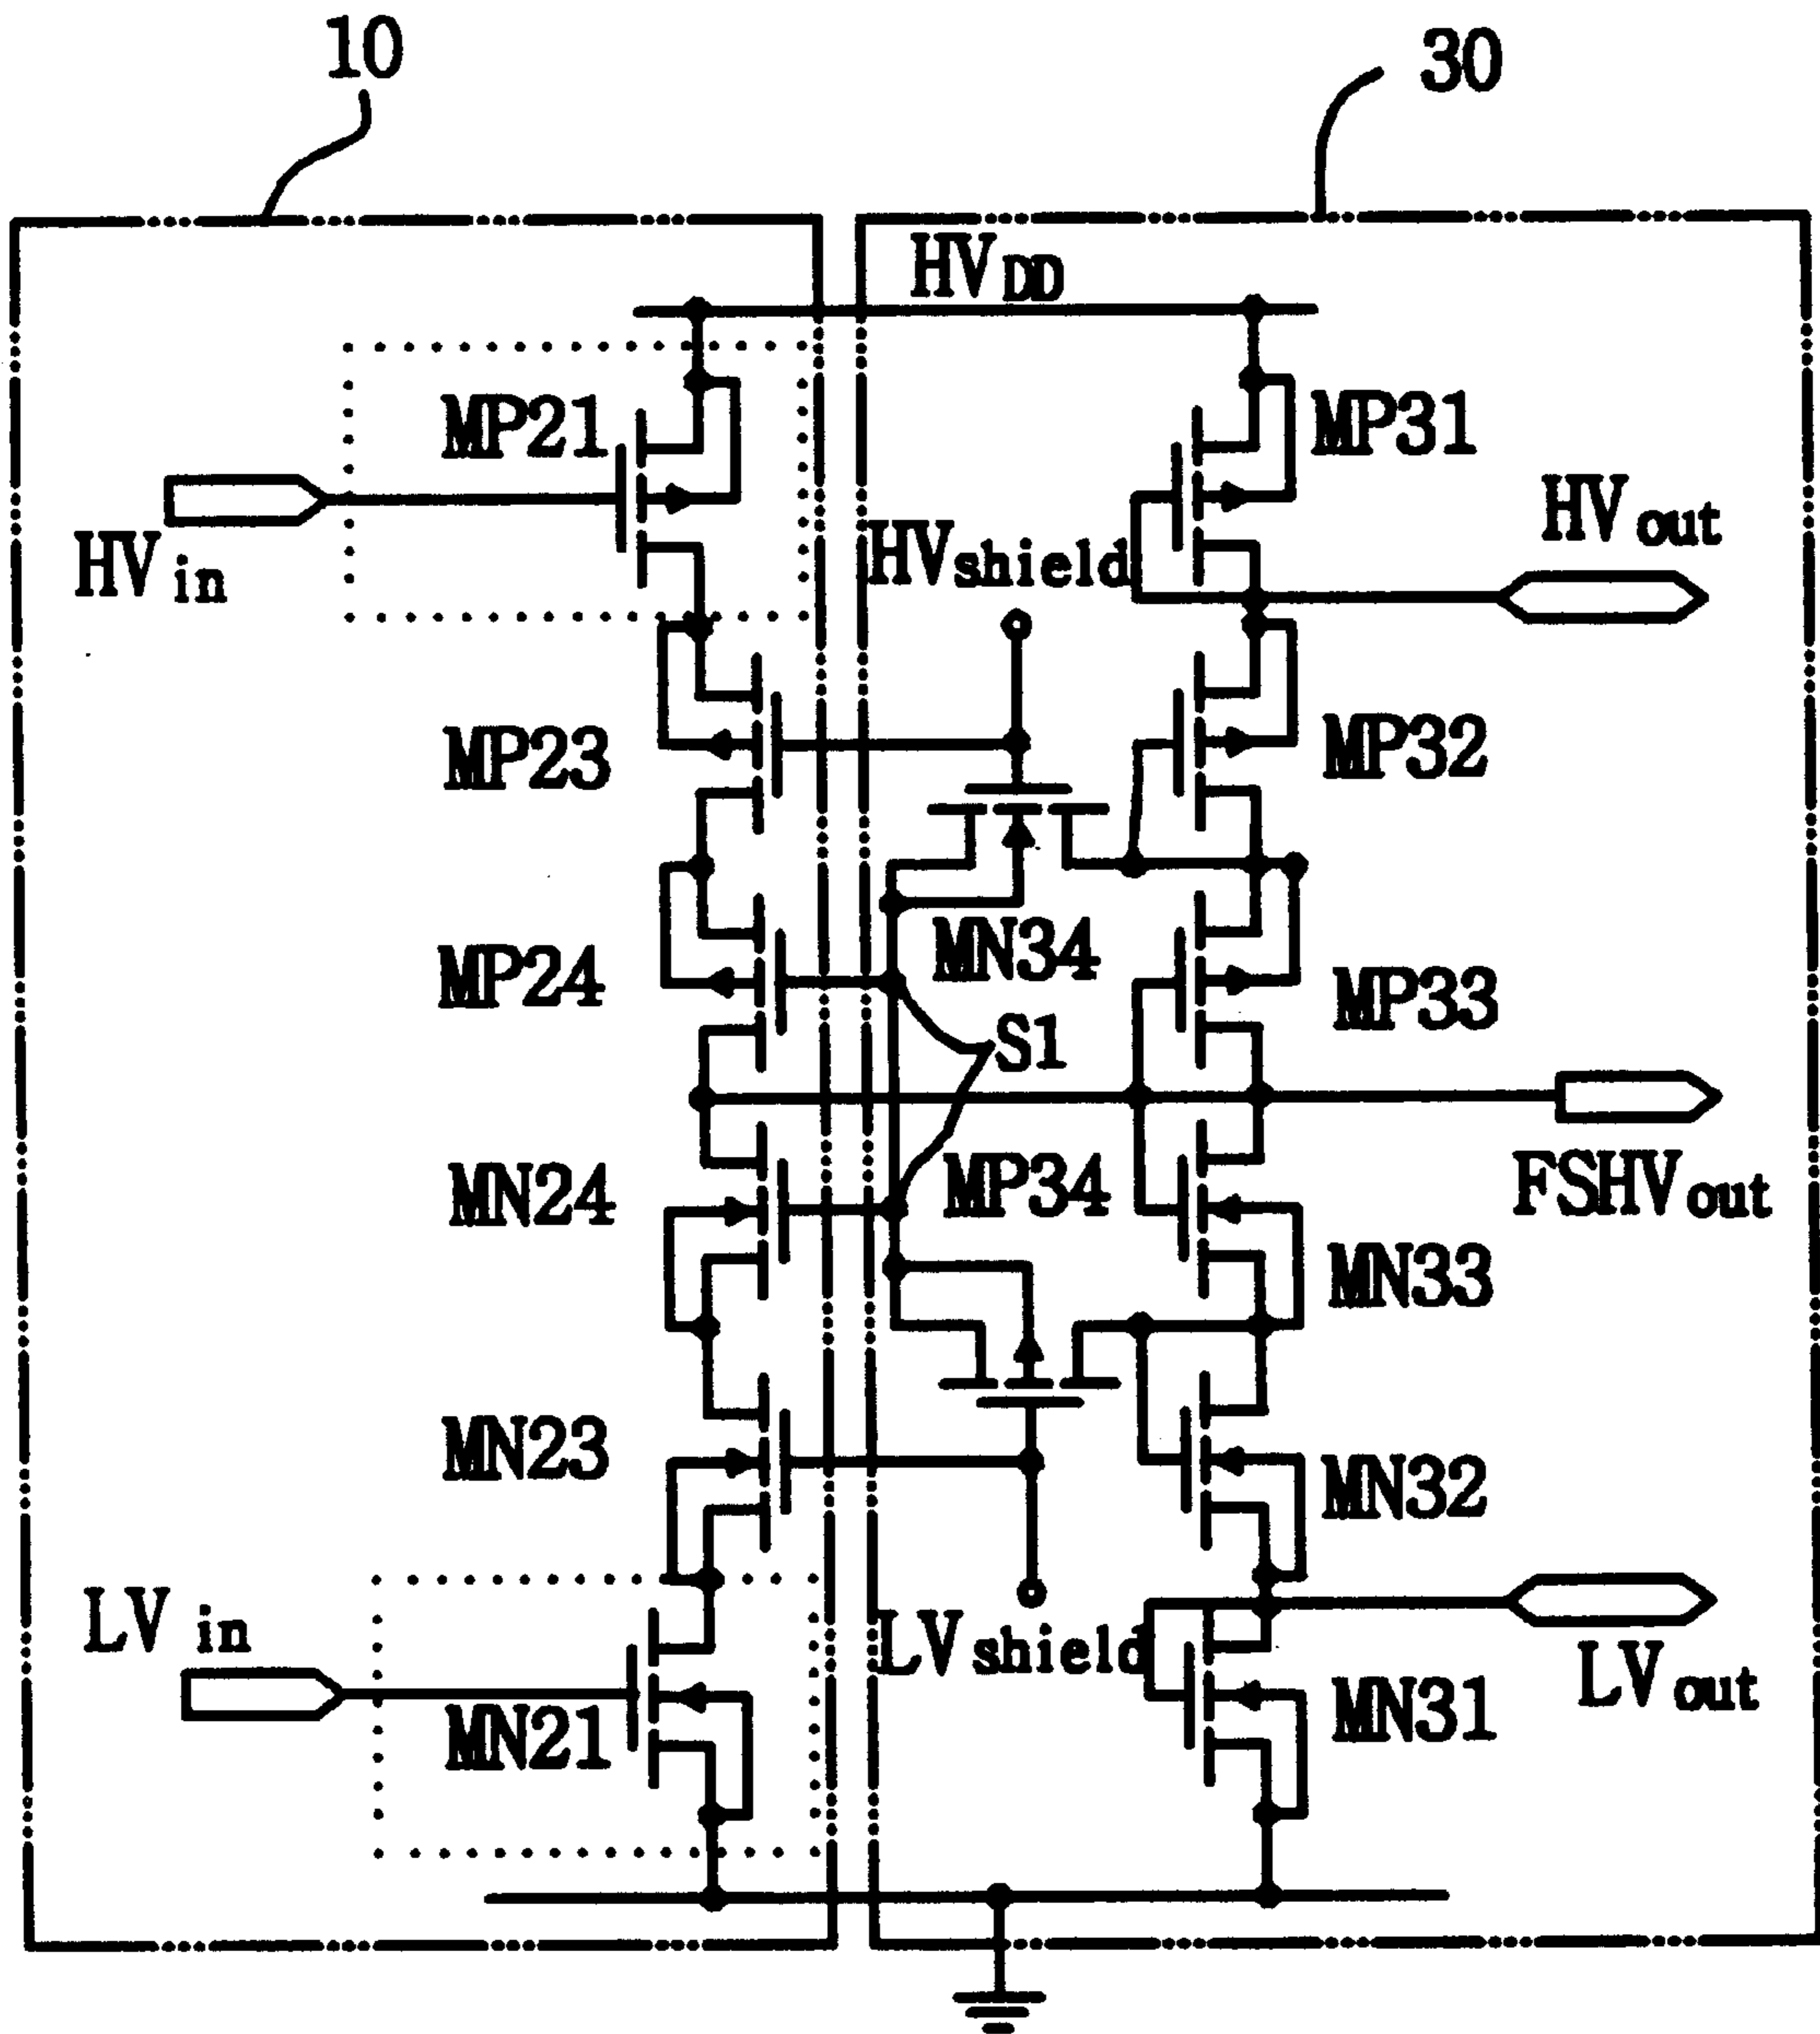 10
30
HVDD
MP21
MP31
HVin
HVshield
HVout
MP23
MP32
MN34
MP24
MP33
S1
MN24
MP34
FSHVout
MN33
MN23
MN32
LVin
LVshield
LVout
MN21
MN31